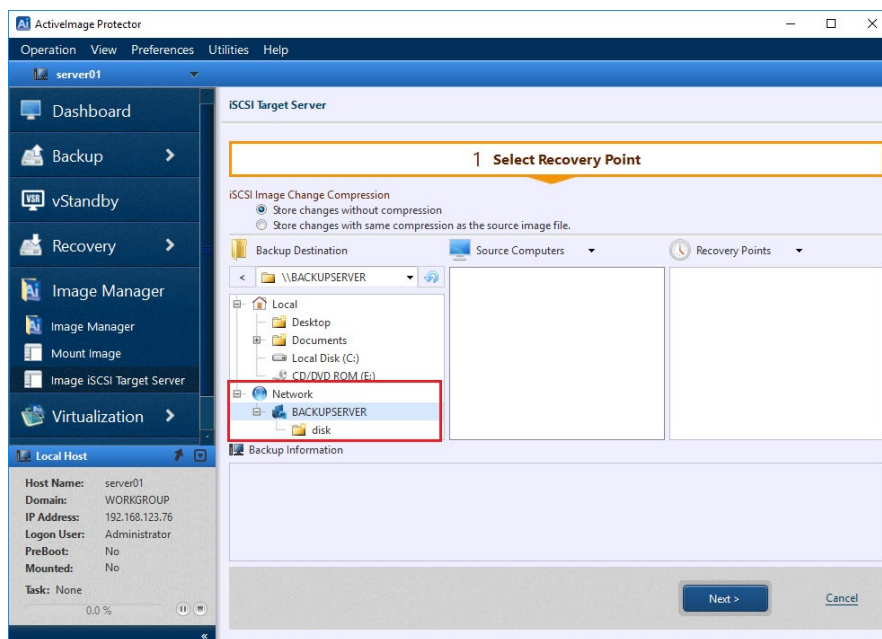 ActiveImage Protector
Operation View Preferences Utilities Help
server01
Dashboard
Backup
vStandby
Recovery
Image Manager
Image Manager
Mount Image
Image iSCSI Target Server
Virtualization
Local Host
Host Name: server01
Domain: WORKGROUP
IP Address: 192.168.123.76
Logon User: Administrator
PreBoot: No
Mounted: No
Task: None
0.0 %
iSCSI Target Server
1 Select Recovery Point
iSCSI Image Change Compression
Store changes without compression
Store changes with same compression as the source image file.
Backup Destination
Source Computers
Recovery Points
\\BACKUPSERVER
Local
Desktop
Documents
Local Disk (C:)
CD/DVD ROM (E:)
Network
BACKUPSERVER
disk
Backup Information
Next >
Cancel